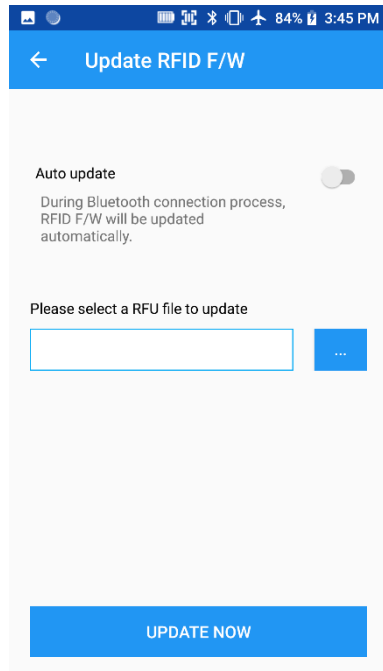 84% 3:45 PM
Update RFID F/W
Auto update
During Bluetooth connection process,
RFID F/W will be updated
automatically.
Please select a RFU file to update
...
UPDATE NOW